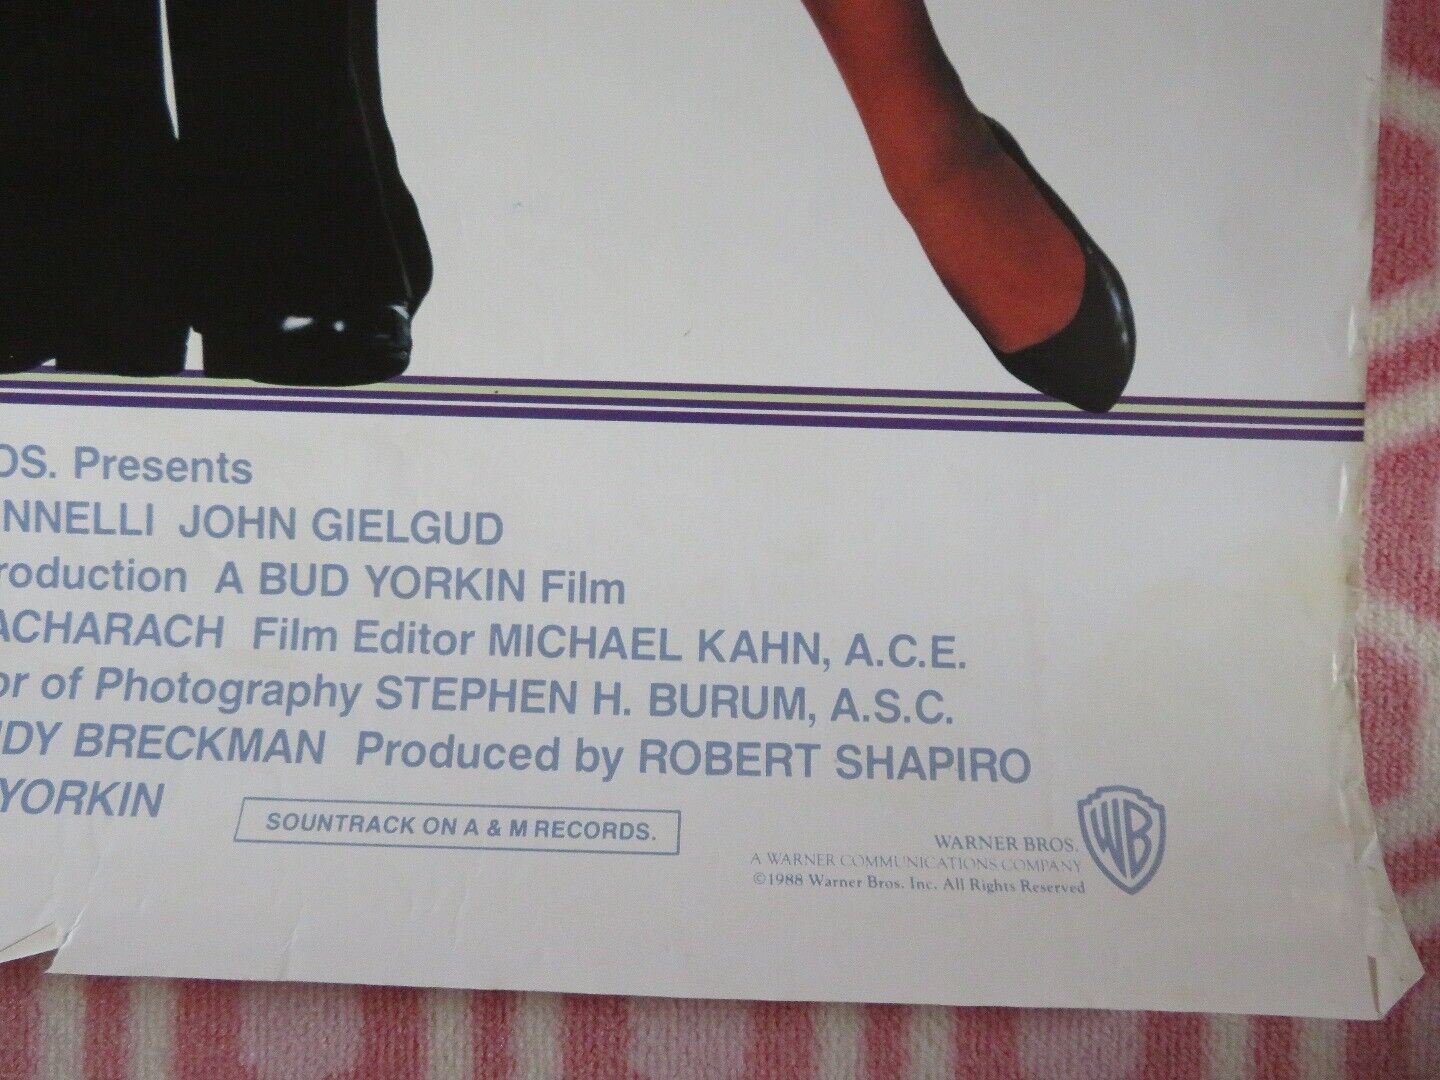 OS. Presents
NNELLI JOHN GIELGUD
roduction A BUD YORKIN Film
ACHARACH Film Editor MICHAEL KAHN, A.C.E.
or of Photography STEPHEN H. BURUM, A.S.C.
DY BRECKMAN Produced by ROBERT SHAPIRO
YORKIN
SOUNTRACK ON A & M RECORDS.
WARNER BROS.
A WARNER COMMUNICATIONS COMPANY
©1988 Warner Bros. Inc. All Rights Reserved
WB